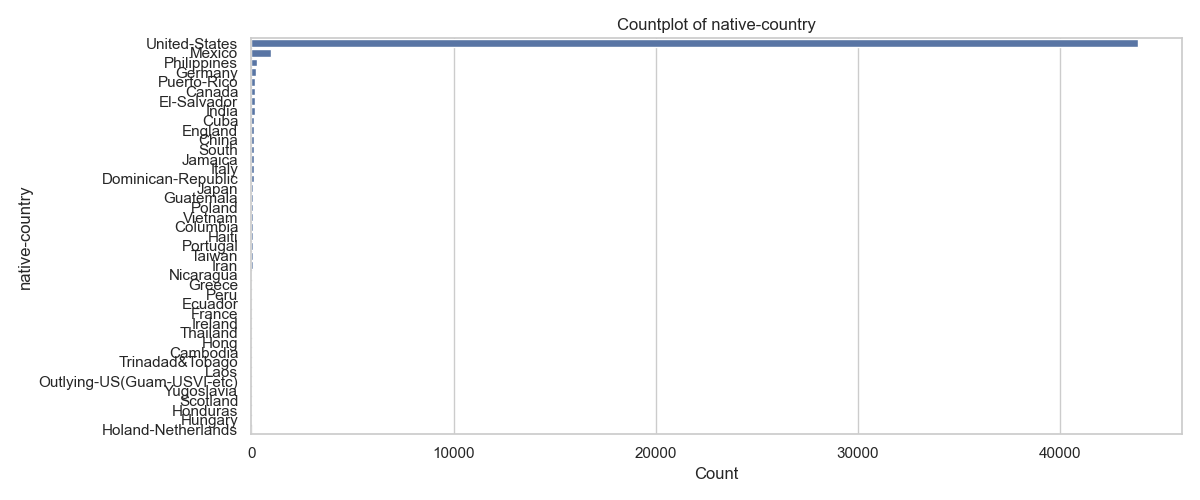 Countplot of native-country
United-States
Mexico
Philippines
Germany
Puerto-Rico
Canada
El-Salvador
India
Cuba
England
China
South
Jamaica
Italy
Dominican-Republic
Japan
Guatemala
Poland
Vietnam
Columbia
Haiti
Portugal
Taiwan
Iran
Nicaragua
Greece
Peru
Ecuador
France
Ireland
Thailand
Hong
Cambodia
Trinadad&Tobago
Laos
Outlying-US(Guam-USVI-etc)
Yugoslavia
Scotland
Honduras
Hungary
Holand-Netherlands
native-country
0 10000 20000 30000 40000
Count